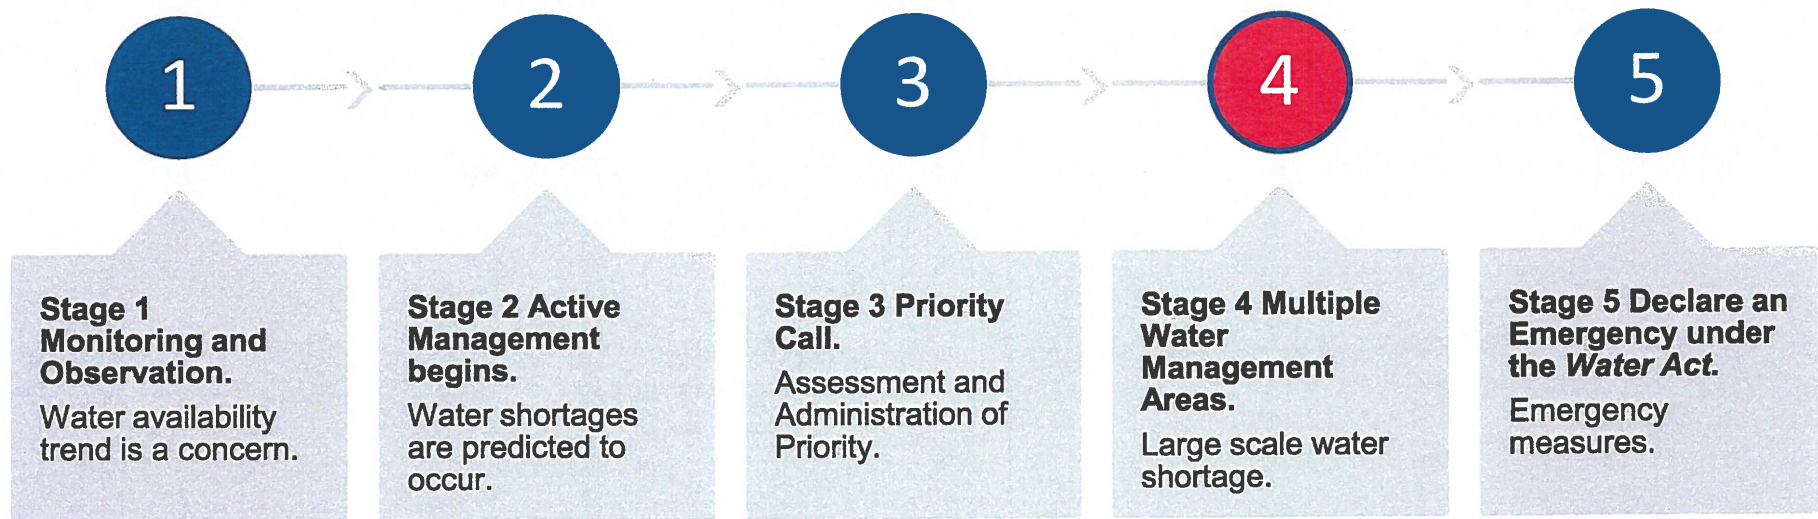 1
2
3
4
5
Stage 1
Monitoring and
Observation.
Water availability
trend is a concern.
Stage 2 Active
Management
begins.
Water shortages
are predicted to
occur.
Stage 3 Priority
Call.
Assessment and
Administration of
Priority.
Stage 4 Multiple
Water
Management
Areas.
Large scale water
shortage.
Stage 5 Declare an
Emergency under
the Water Act.
Emergency
measures.